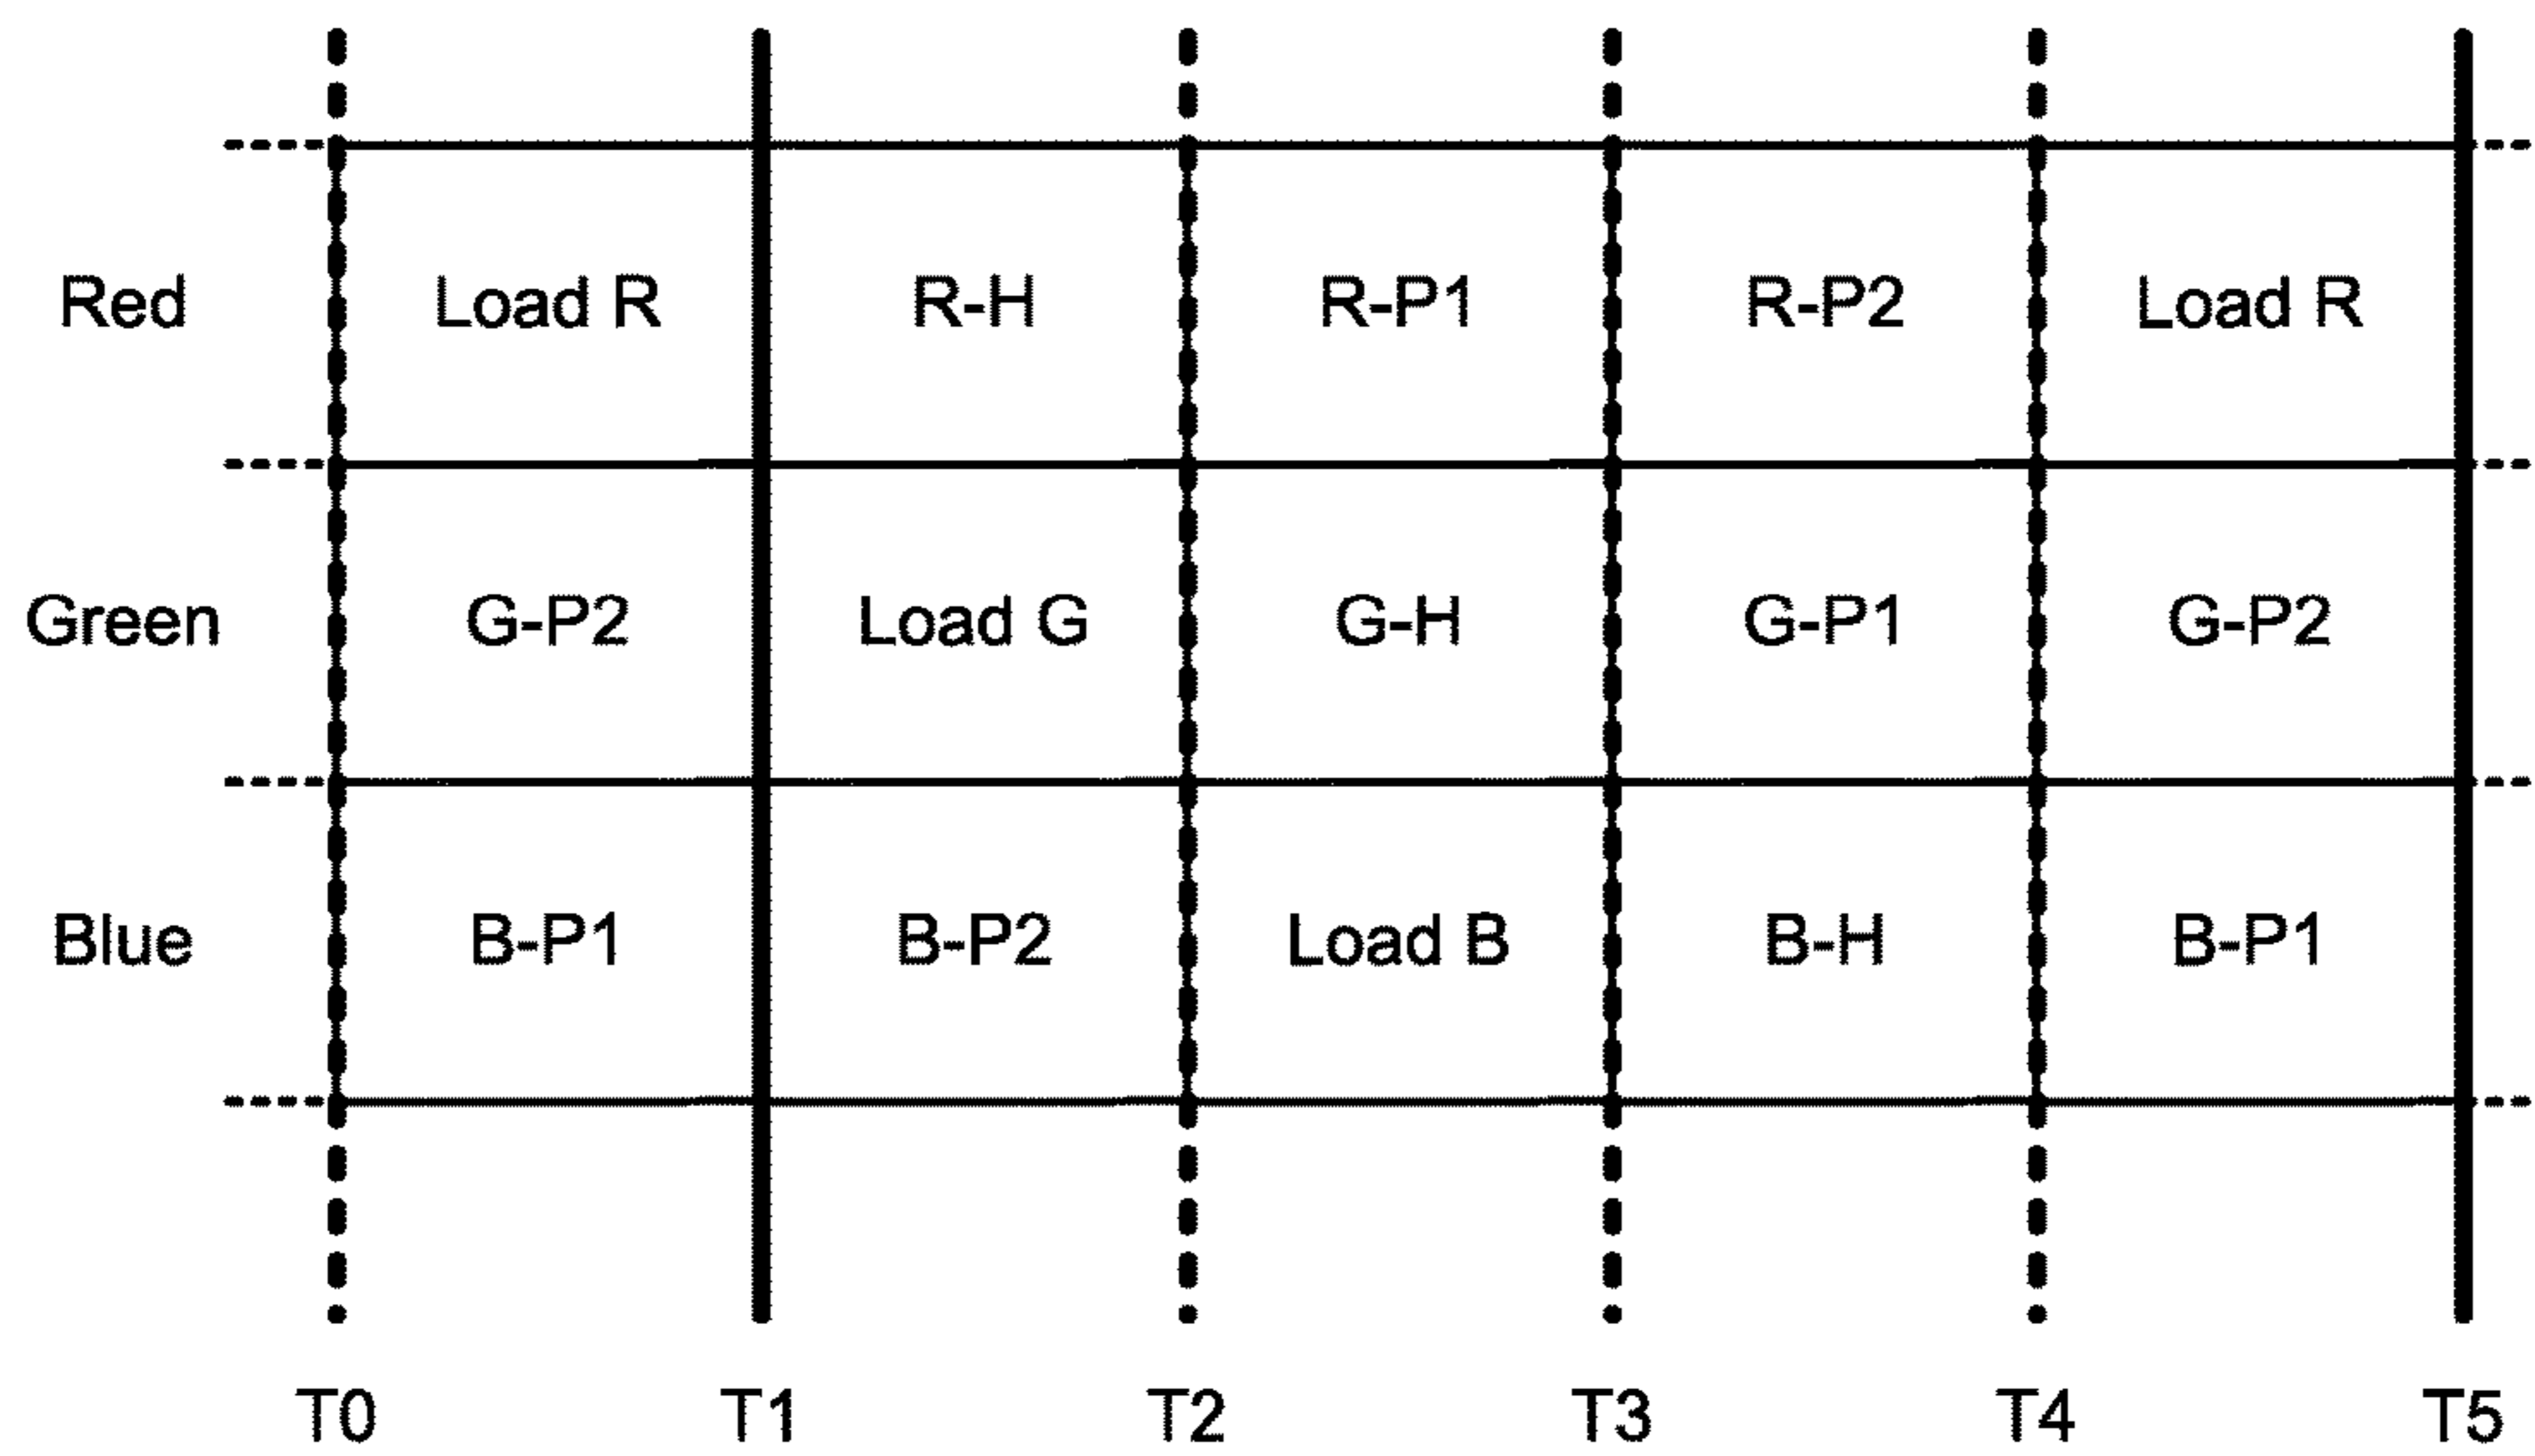 Red Load R R-H R-P1 R-P2 Load R
Green G-P2 Load G G-H G-P1 G-P2
Blue B-P1 B-P2 Load B B-H B-P1
T0 T1 T2 T3 T4 T5